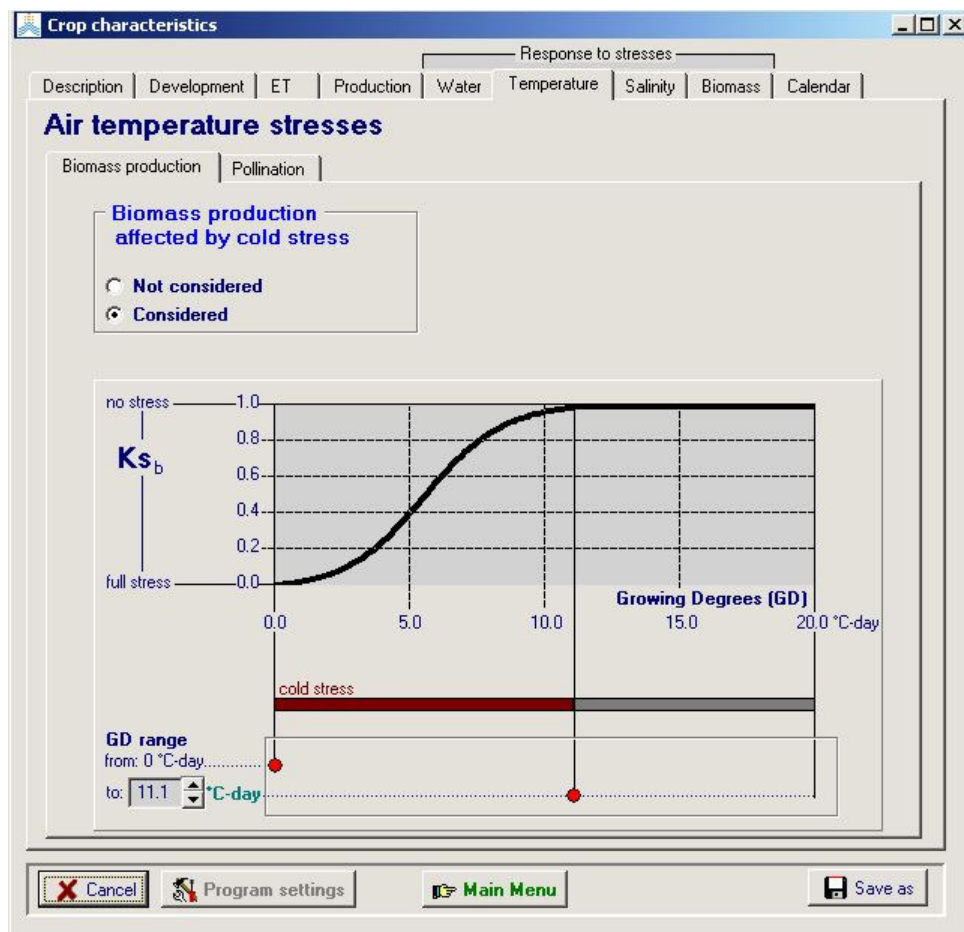 Crop characteristics
Response to stresses
Description Development ET Production Water Temperature Salinity Biomass Calendar
Air temperature stresses
Biomass production Pollination
Biomass production
affected by cold stress
Not considered
Considered
no stress 1.0
0.8
Ks b 0.6
0.4
0.2
full stress 0.0
Growing Degrees (GD)
0.0 5.0 10.0 15.0 20.0 °C-day
cold stress
GD range
from: 0 °C-day
to: 11.1 °C-day
Cancel Program settings Main Menu Save as